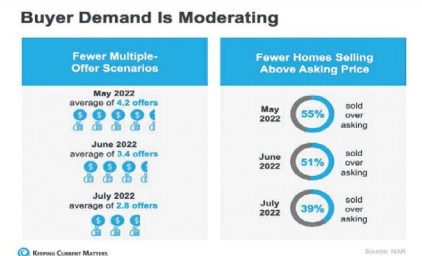 Buyer Demand Is Moderating
Fewer Multiple-
Offer Scenarios
May 2022
average of 4.2 offers
June 2022
average of 3.4 offers
July 2022
average of 2.8 offers
Fewer Homes Selling
Above Asking Price
May
2022
55%
sold
over
asking
June
2022
51%
sold
over
asking
July
2022
39%
sold
over
asking
KEEPING CURRENT MATTERS
Source: NAR